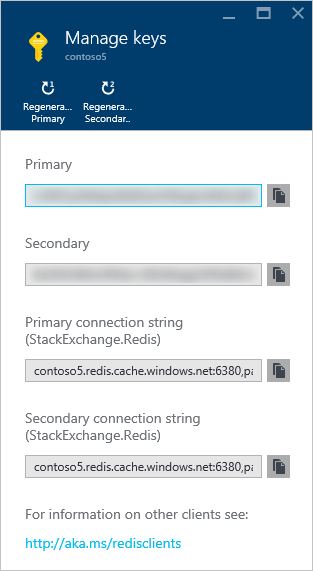 Manage keys
contoso5
1 2
Regenera... Regenera...
Primary Secondar..
Primary
Secondary
Primary connection string
(StackExchange.Redis)
contoso5.redis.cache.windows.net:6380,pa
Secondary connection string
(StackExchange.Redis)
contoso5.redis.cache.windows.net:6380,pa
For information on other clients see:
http://aka.ms/redisclients